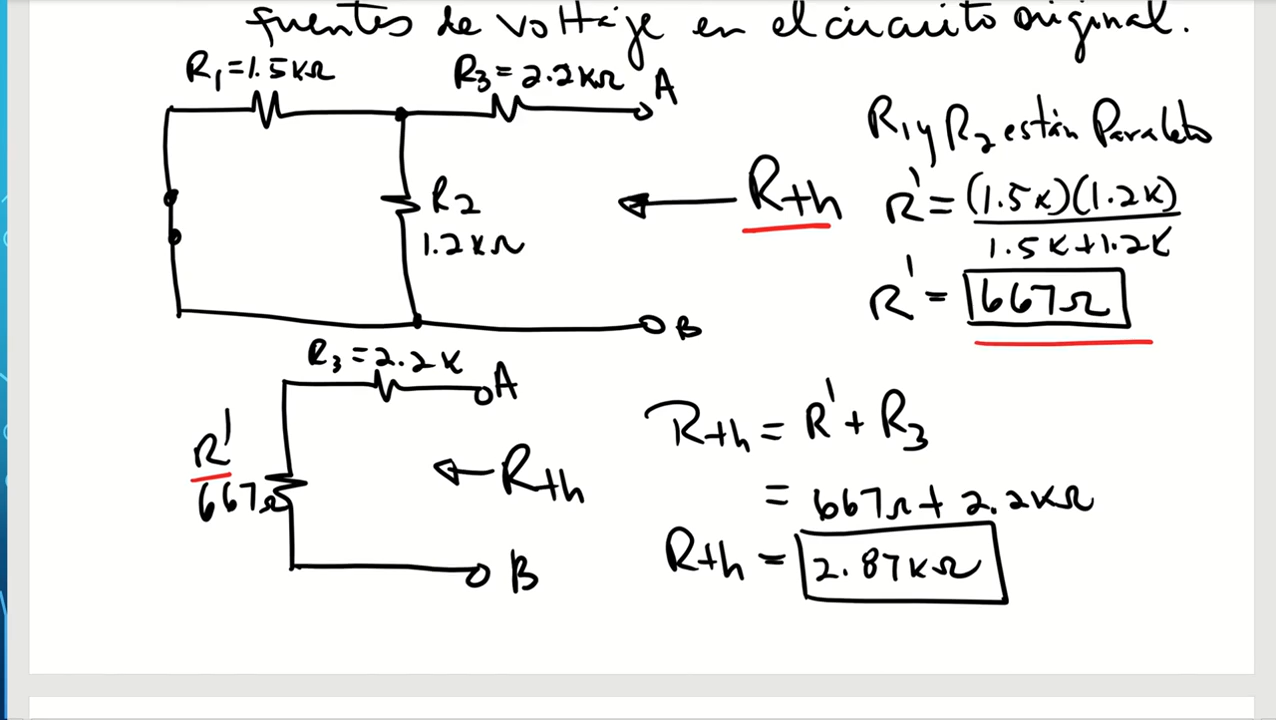 fuentes de voltaje en el circuito original.
R₁=1.5KΩ
R₃=2.2KΩ
A
R₂
1.2KΩ
B
Rth
R₁ y R₂ están Paralelo
R' = (1.5K)(1.2K)
1.5K+1.2K
R' = 667Ω
R₃=2.2K
A
R'
667Ω
Rth
B
Rth = R' + R₃
= 667Ω + 2.2KΩ
Rth = 2.87KΩ